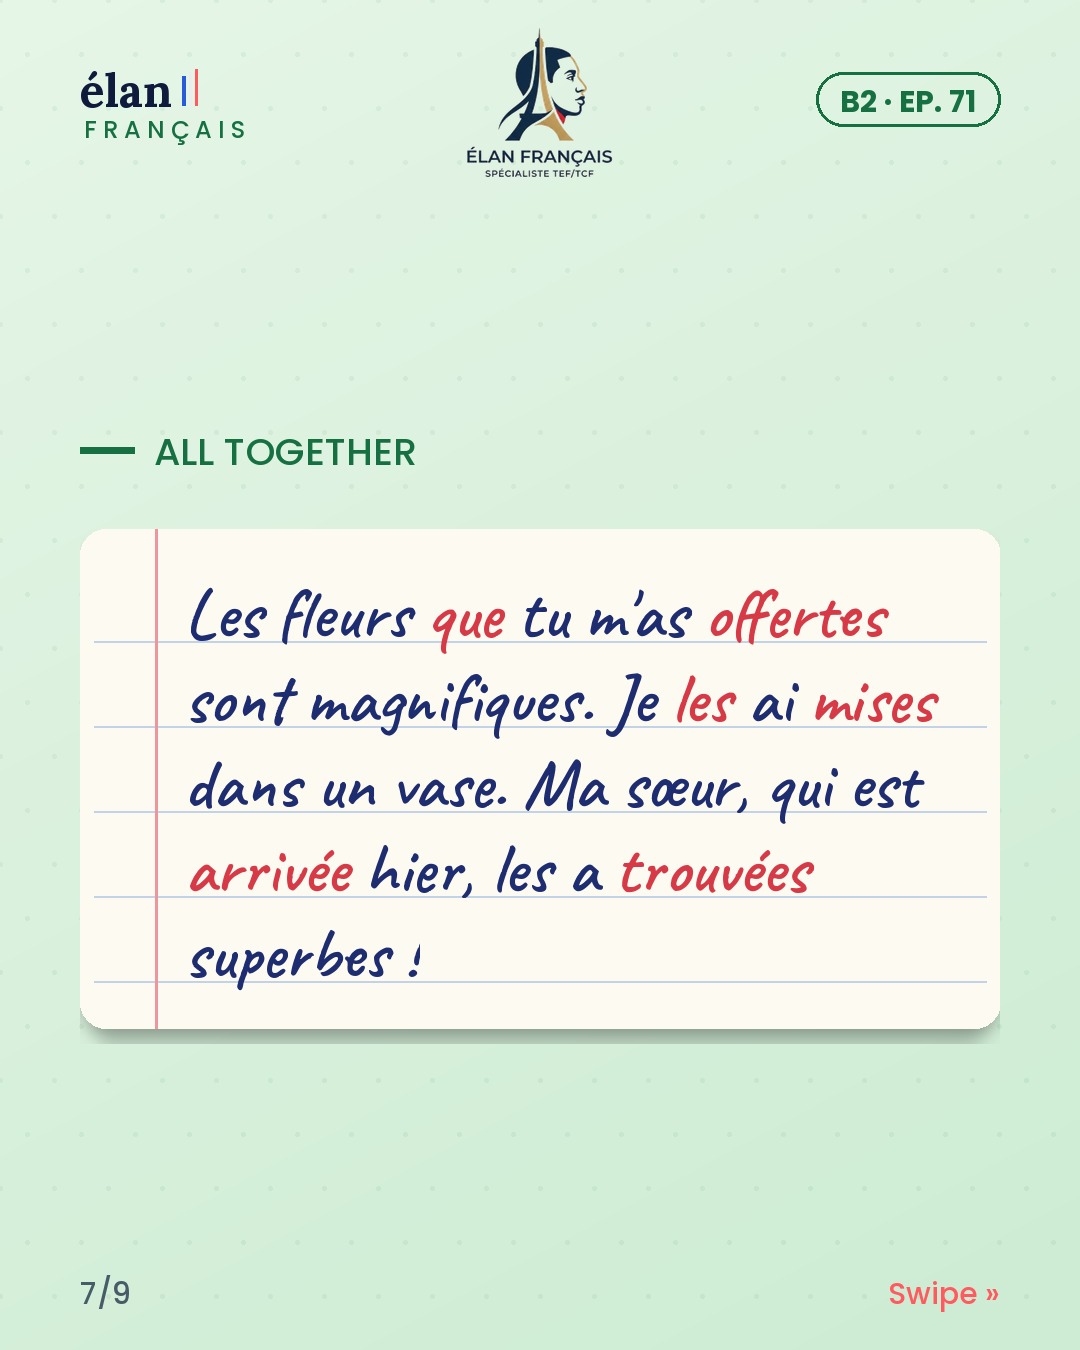 élan
FRANÇAIS
ÉLAN FRANÇAIS
SPÉCIALISTE TEF/TCF
B2 · EP. 71
ALL TOGETHER
Les fleurs que tu m'as offertes
sont magnifiques. Je les ai mises
dans un vase. Ma sœur, qui est
arrivée hier, les a trouvées
superbes !
7/9
Swipe »